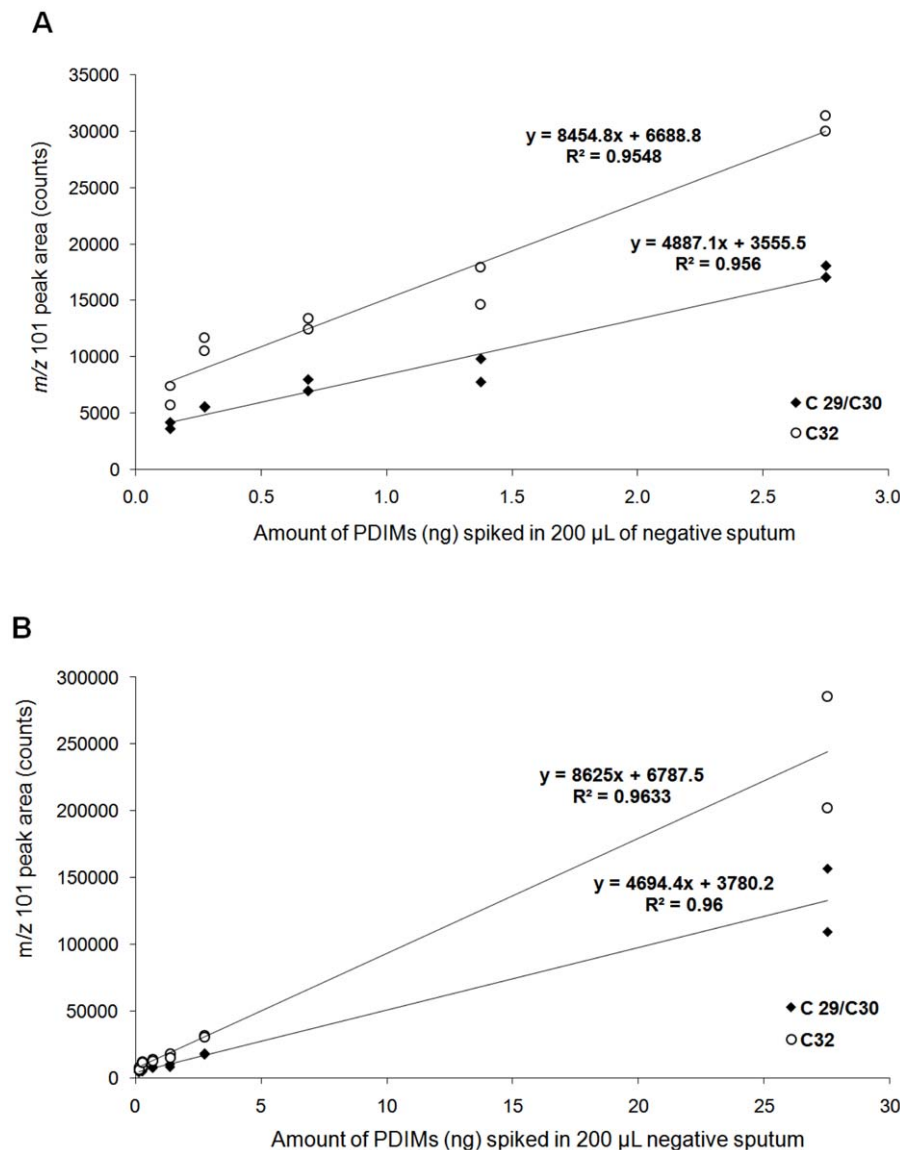 A
35000
30000
25000
20000
15000
10000
5000
0
m/z 101 peak area (counts)
y = 8454.8x + 6688.8
R² = 0.9548
y = 4887.1x + 3555.5
R² = 0.956
C 29/C30
C32
0.0 0.5 1.0 1.5 2.0 2.5 3.0
Amount of PDIMs (ng) spiked in 200 µL of negative sputum
B
300000
250000
200000
150000
100000
50000
0
m/z 101 peak area (counts)
y = 8625x + 6787.5
R² = 0.9633
y = 4694.4x + 3780.2
R² = 0.96
C 29/C30
C32
0 5 10 15 20 25 30
Amount of PDIMs (ng) spiked in 200 µL negative sputum